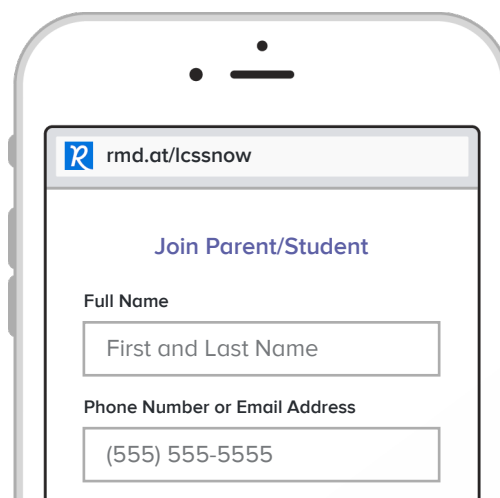 rmd.at/lcssnow
Join Parent/Student
Full Name
First and Last Name
Phone Number or Email Address
(555) 555-5555